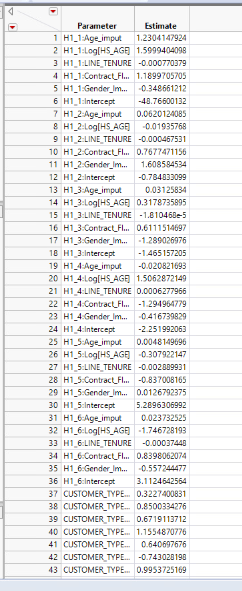 Parameter Estimate
1 H1_1:Age_imput 1.2304147924
2 H1_1:Log[HS_AGE] 1.5999404098
3 H1_1:LINE_TENURE -0.000770379
4 H1_1:Contract_Fl... 1.1899705705
5 H1_1:Gender_Im... -0.348661212
6 H1_1:Intercept -48.76600132
7 H1_2:Age_imput 0.0620124085
8 H1_2:Log[HS_AGE] -0.01935768
9 H1_2:LINE_TENURE -0.000467531
10 H1_2:Contract_Fl... 0.7677471156
11 H1_2:Gender_Im... 1.608584534
12 H1_2:Intercept -0.784833099
13 H1_3:Age_imput 0.03125834
14 H1_3:Log[HS_AGE] 0.3178735895
15 H1_3:LINE_TENURE -1.810468e-5
16 H1_3:Contract_Fl... 0.6111514697
17 H1_3:Gender_Im... -1.289026976
18 H1_3:Intercept -1.465157205
19 H1_4:Age_imput -0.020821693
20 H1_4:Log[HS_AGE] 1.5062872149
21 H1_4:LINE_TENURE 0.0006277966
22 H1_4:Contract_Fl... -1.294964779
23 H1_4:Gender_Im... -0.416739829
24 H1_4:Intercept -2.251992063
25 H1_5:Age_imput 0.0048149696
26 H1_5:Log[HS_AGE] -0.307922147
27 H1_5:LINE_TENURE -0.002889931
28 H1_5:Contract_Fl... -0.837008165
29 H1_5:Gender_Im... 0.0126792375
30 H1_5:Intercept 5.2896306992
31 H1_6:Age_imput 0.023732525
32 H1_6:Log[HS_AGE] -1.746728193
33 H1_6:LINE_TENURE -0.00037448
34 H1_6:Contract_Fl... 0.8398062074
35 H1_6:Gender_Im... -0.557244477
36 H1_6:Intercept 3.1124642564
37 CUSTOMER_TYPE... 0.3227400831
38 CUSTOMER_TYPE... 0.8500334276
39 CUSTOMER_TYPE... 0.6719113712
40 CUSTOMER_TYPE... 1.1554870776
41 CUSTOMER_TYPE... 0.640697676
42 CUSTOMER_TYPE... -0.743028198
43 CUSTOMER_TYPE... 0.9953725169